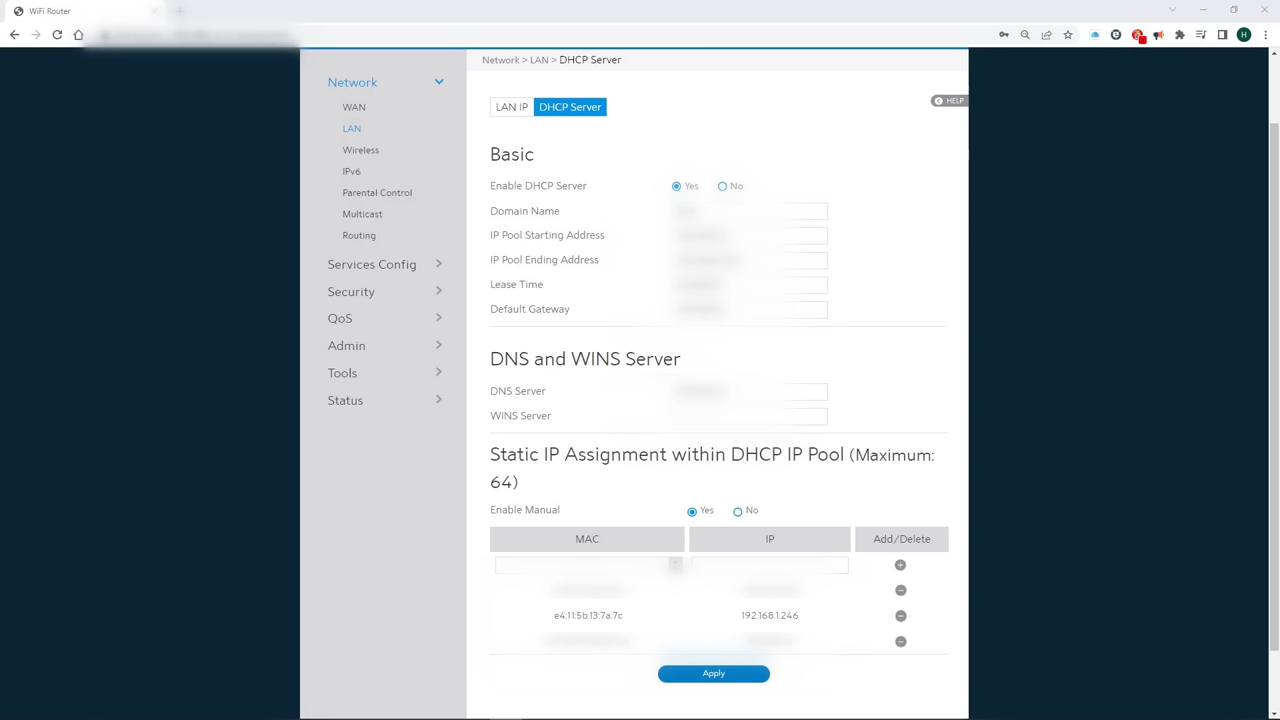 WiFi Router
H
Network > LAN > DHCP Server
Network
WAN
LAN
Wireless
IPv6
Parental Control
Multicast
Routing
Services Config
Security
QoS
Admin
Tools
Status
LAN IP DHCP Server
HELP
Basic
Enable DHCP Server Yes No
Domain Name
IP Pool Starting Address
IP Pool Ending Address
Lease Time
Default Gateway
DNS and WINS Server
DNS Server
WINS Server
Static IP Assignment within DHCP IP Pool (Maximum:
64)
Enable Manual Yes No
MAC IP Add/Delete
e4:11:5b:13:7a:7c 192.168.1.246
Apply